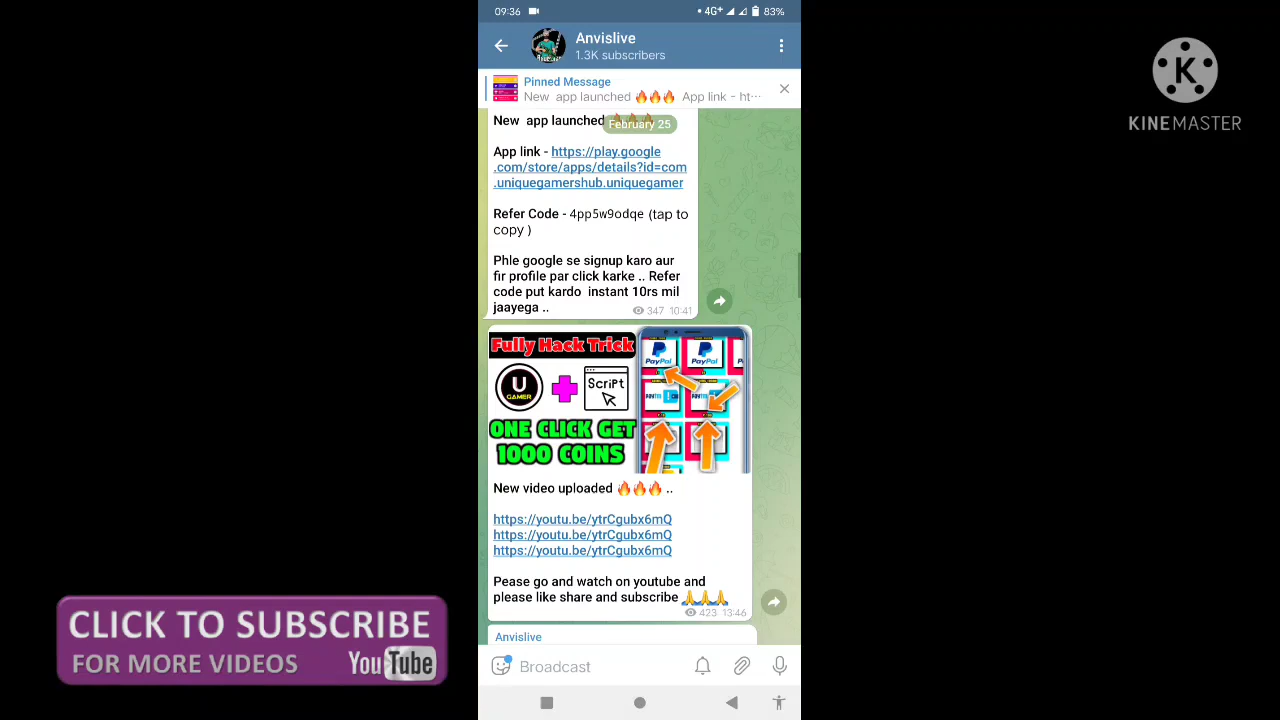 09:36
4G+
83%
Anvislive
1.3K subscribers
Pinned Message
New app launched 🔥🔥🔥 App link - ht...
New app launched
February 25
App link - https://play.google
.com/store/apps/details?id=com
.uniquegamershub.uniquegamer
Refer Code - 4pp5w9odqe (tap to
copy )
Phle google se signup karo aur
fir profile par click karke .. Refer
code put kardo instant 10rs mil
jaayega ..
347 10:41
Fully Hack Trick
U
GAMER
Script
ONE CLICK GET
1000 COINS
PayPal
PayPal
New video uploaded 🔥🔥🔥 ..
https://youtu.be/ytrCgubx6mQ
https://youtu.be/ytrCgubx6mQ
https://youtu.be/ytrCgubx6mQ
Pease go and watch on youtube and
please like share and subscribe 🙏🙏🙏
423 13:46
Anvislive
Broadcast
K
KINEMASTER
CLICK TO SUBSCRIBE
FOR MORE VIDEOS YouTube